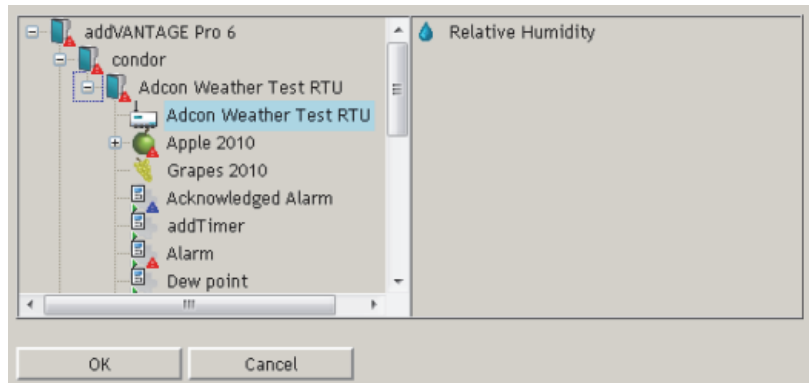 addVANTAGE Pro 6
condor
Adcon Weather Test RTU
Adcon Weather Test RTU
Apple 2010
Grapes 2010
Acknowledged Alarm
addTimer
Alarm
Dew point
Relative Humidity
OK
Cancel